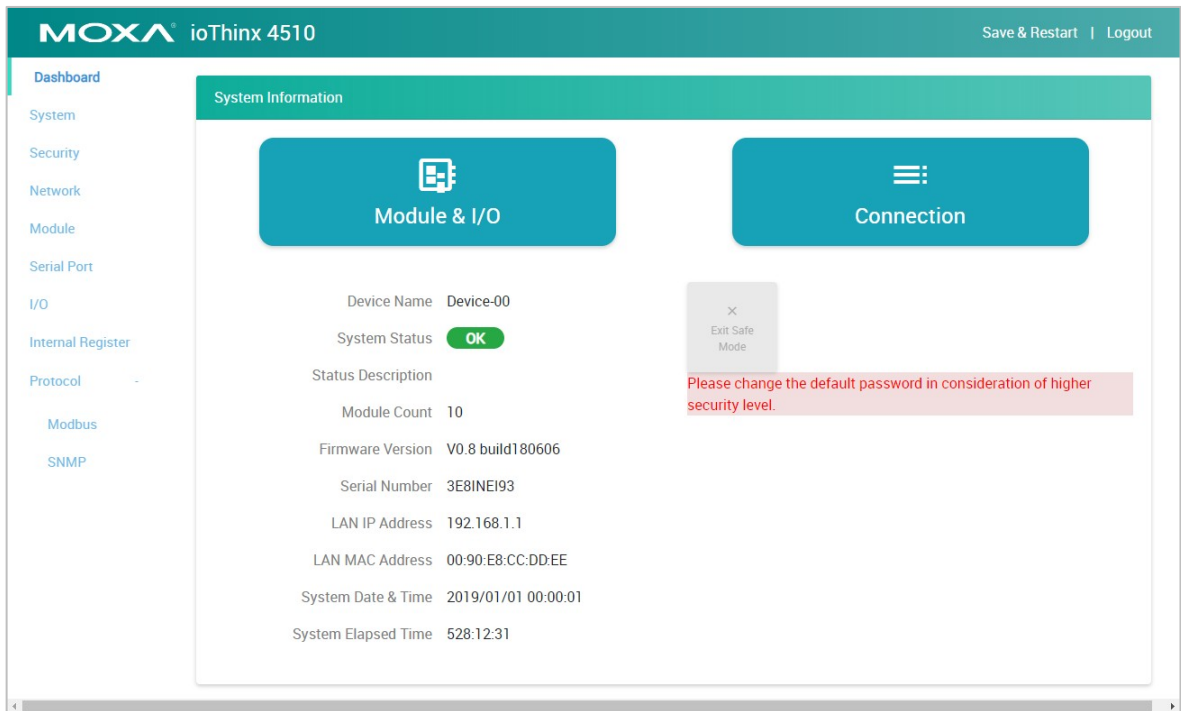 MOXA® ioThinx 4510
Save & Restart | Logout
Dashboard
System
Security
Network
Module
Serial Port
I/O
Internal Register
Protocol -
Modbus
SNMP
System Information
Module & I/O
Connection
Device Name Device-00
System Status OK
Status Description
Module Count 10
Firmware Version V0.8 build180606
Serial Number 3E8INEI93
LAN IP Address 192.168.1.1
LAN MAC Address 00:90:E8:CC:DD:EE
System Date & Time 2019/01/01 00:00:01
System Elapsed Time 528:12:31
× 
Exit Safe
Mode
Please change the default password in consideration of higher
security level.